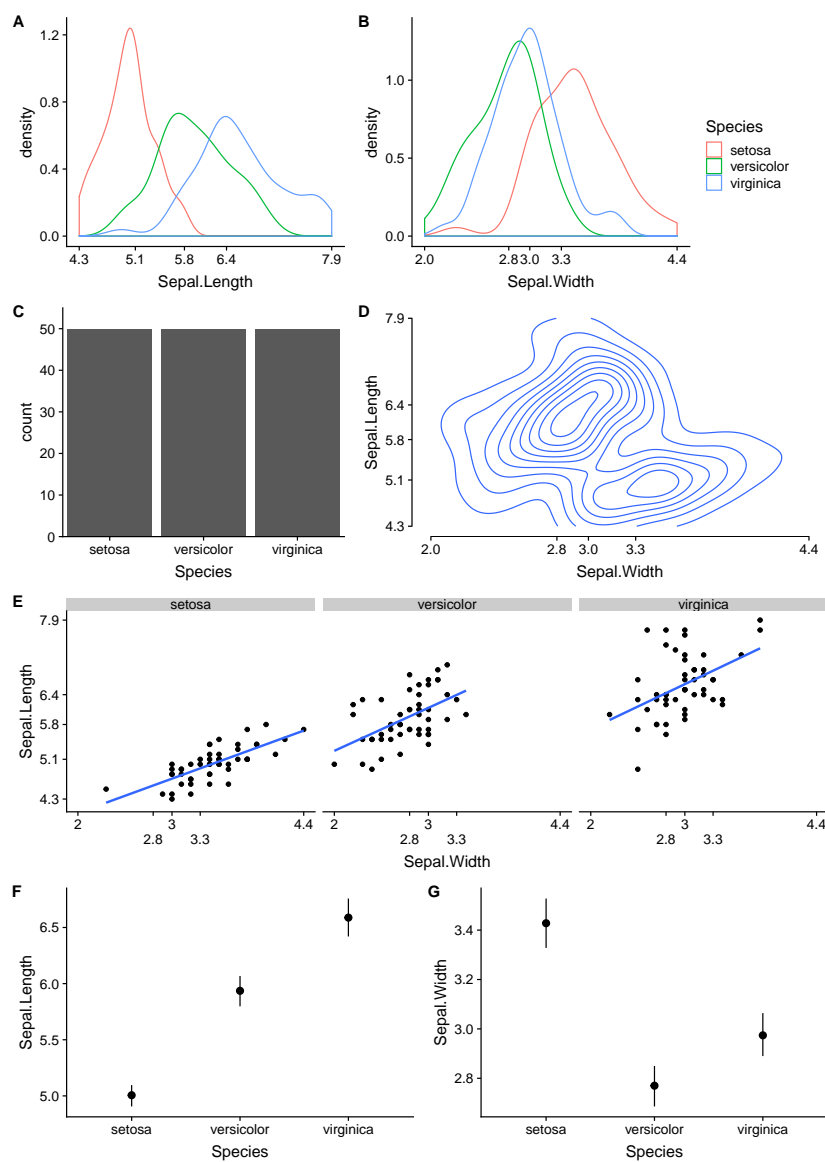 A
density
1.2
0.8
0.4
0.0
4.3 5.1 5.8 6.4 7.9
Sepal.Length
B
density
1.0
0.5
0.0
2.0 2.8 3.0 3.3 4.4
Sepal.Width
Species
setosa
versicolor
virginica
C
count
50
40
30
20
10
0
setosa versicolor virginica
Species
D
Sepal.Length
7.9
6.4
5.8
5.1
4.3
2.0 2.8 3.0 3.3 4.4
Sepal.Width
E
setosa versicolor virginica
Sepal.Length
7.9
6.4
5.8
5.1
4.3
2 3 4.4 2 3 4.4 2 3 4.4
2.8 3.3 2.8 3.3 2.8 3.3
Sepal.Width
F
Sepal.Length
6.5
6.0
5.5
5.0
setosa versicolor virginica
Species
G
Sepal.Width
3.4
3.2
3.0
2.8
setosa versicolor virginica
Species